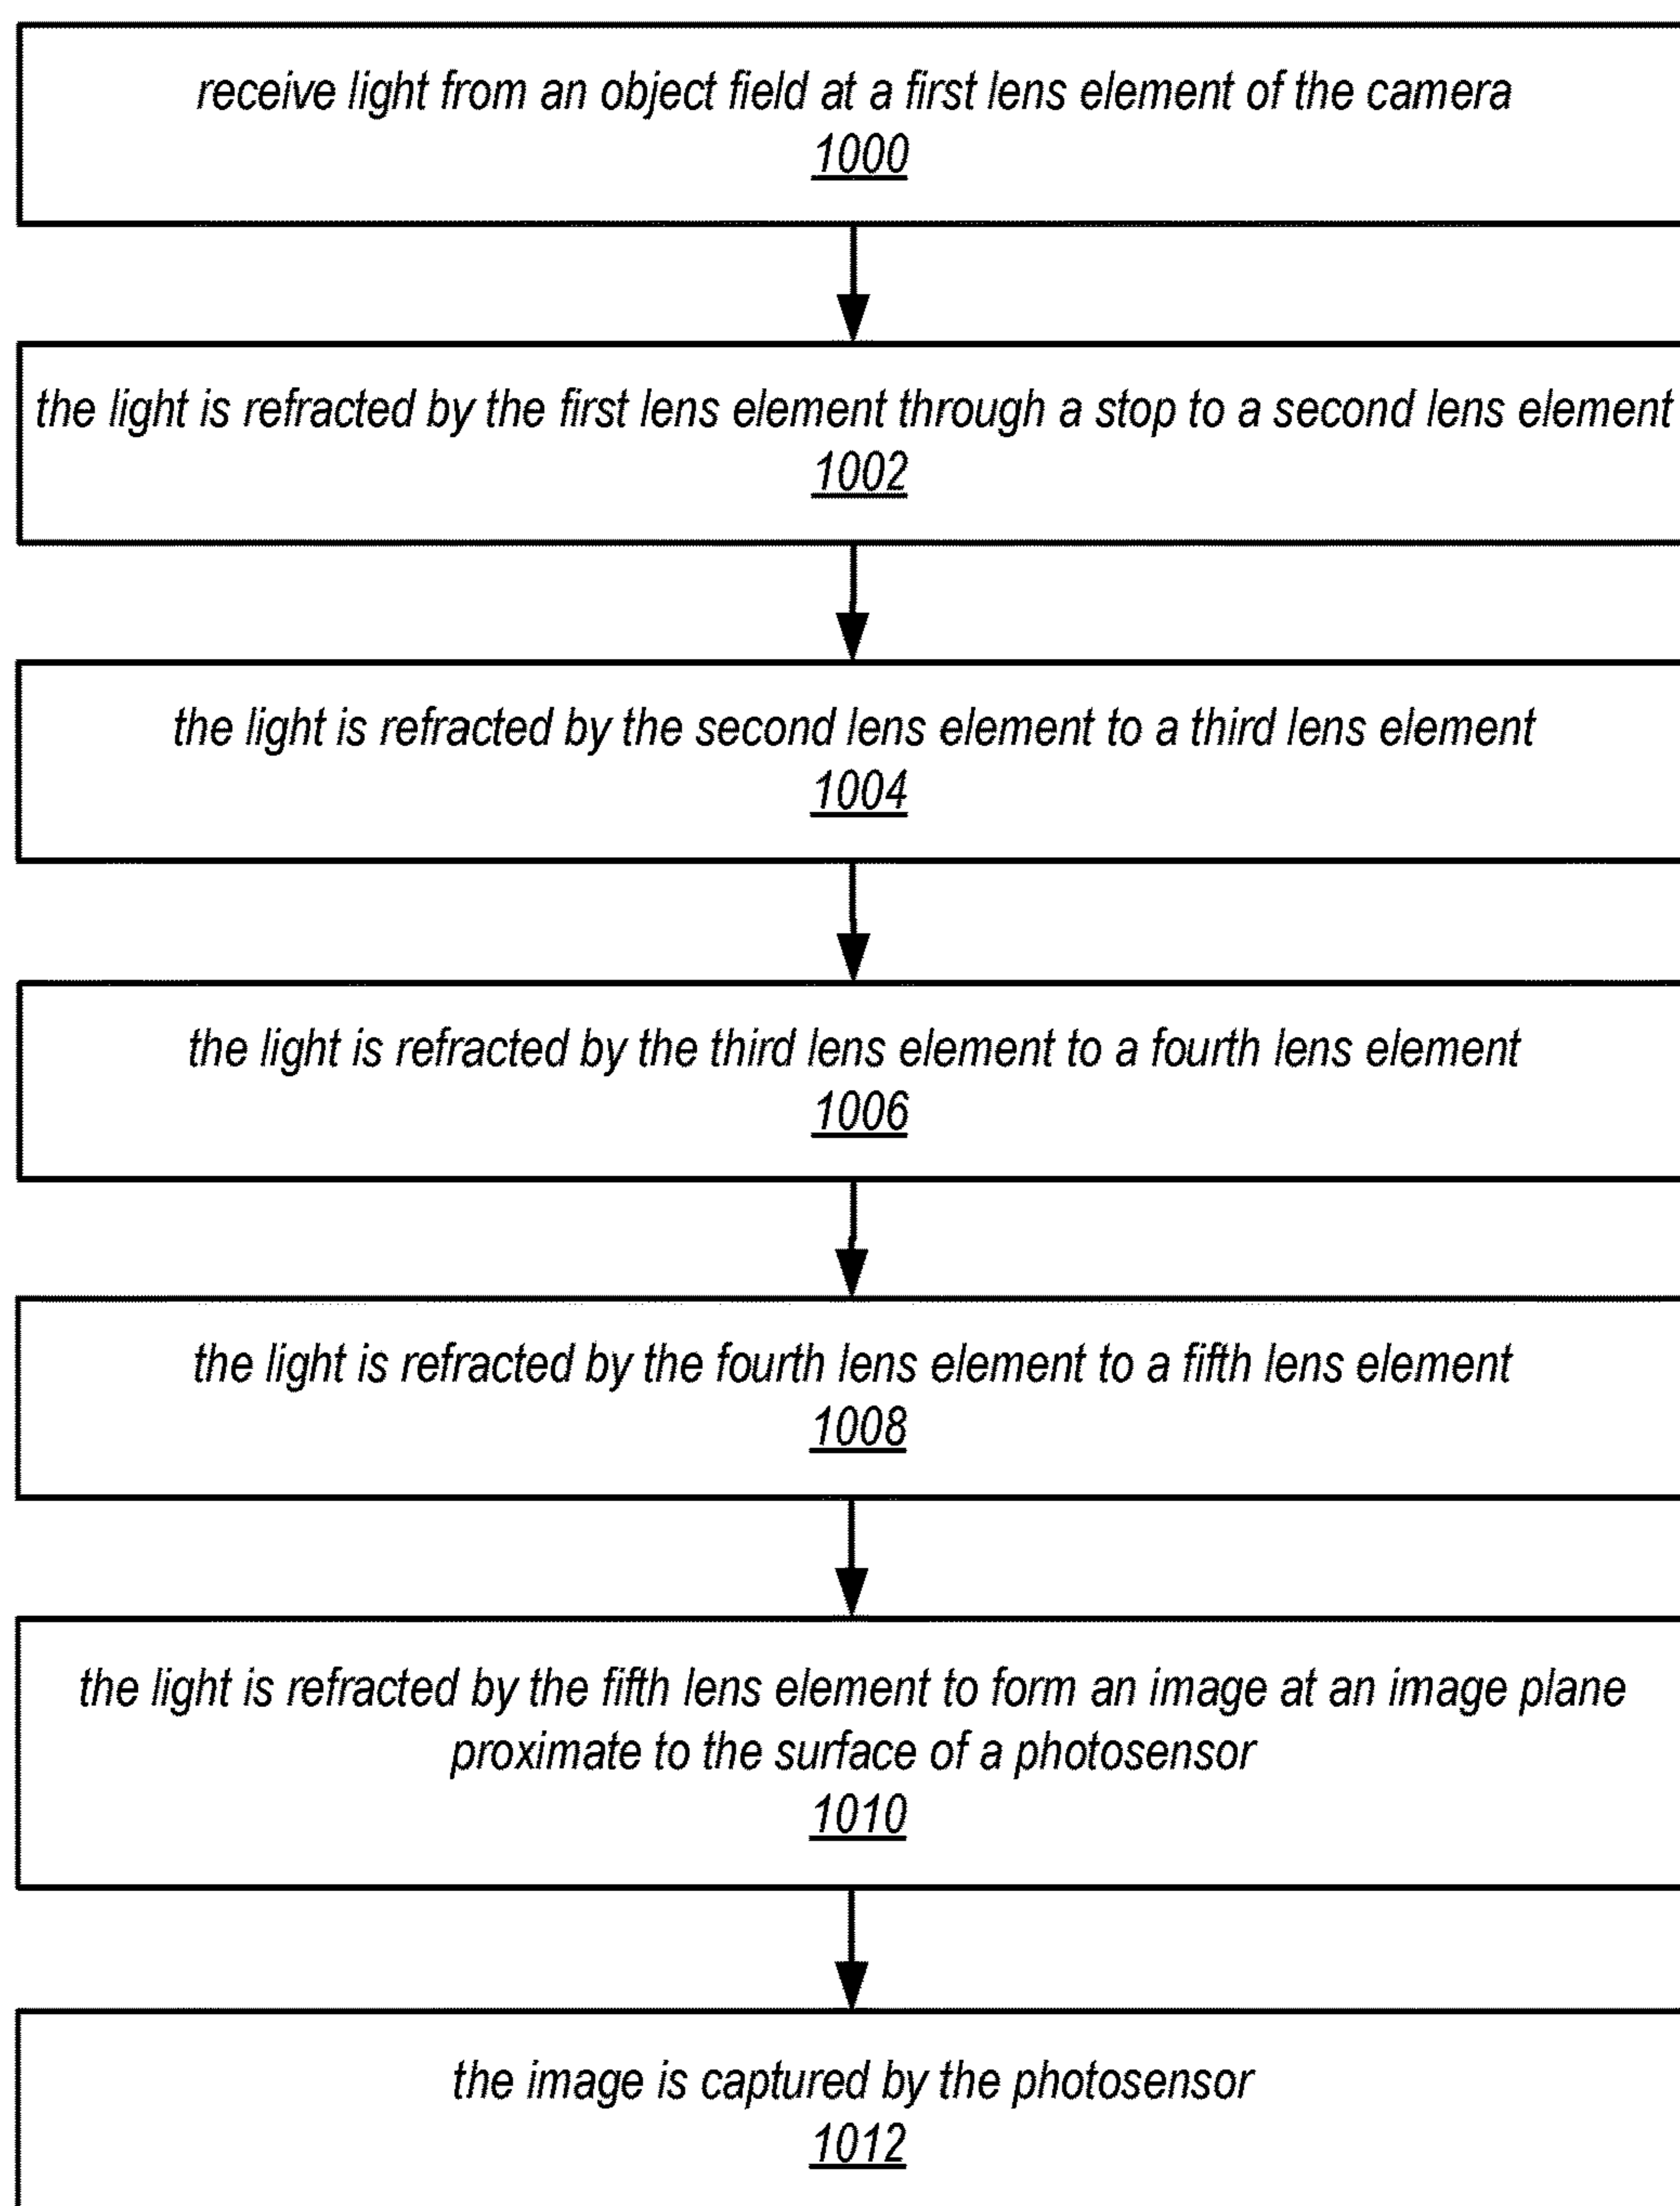 receive light from an object field at a first lens element of the camera
1000
the light is refracted by the first lens element through a stop to a second lens element
1002
the light is refracted by the second lens element to a third lens element
1004
the light is refracted by the third lens element to a fourth lens element
1006
the light is refracted by the fourth lens element to a fifth lens element
1008
the light is refracted by the fifth lens element to form an image at an image plane
proximate to the surface of a photosensor
1010
the image is captured by the photosensor
1012